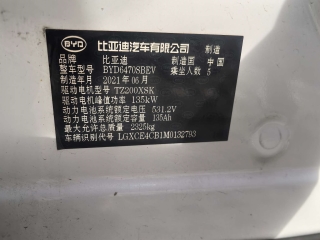 BYD 比亚迪汽车有限公司 制造
品牌 比亚迪 制造国 中国
整车型号 BYD6470SBEV 乘坐人数 5
制造年月 2021年06月
驱动电机型号 TZ200XSK
驱动电机峰值功率 135kW
动力电池系统额定电压 531.2V
动力电池系统额定容量 135Ah
最大允许总质量 2325kg
车辆识别代号 LGXCE4CB1M0132793